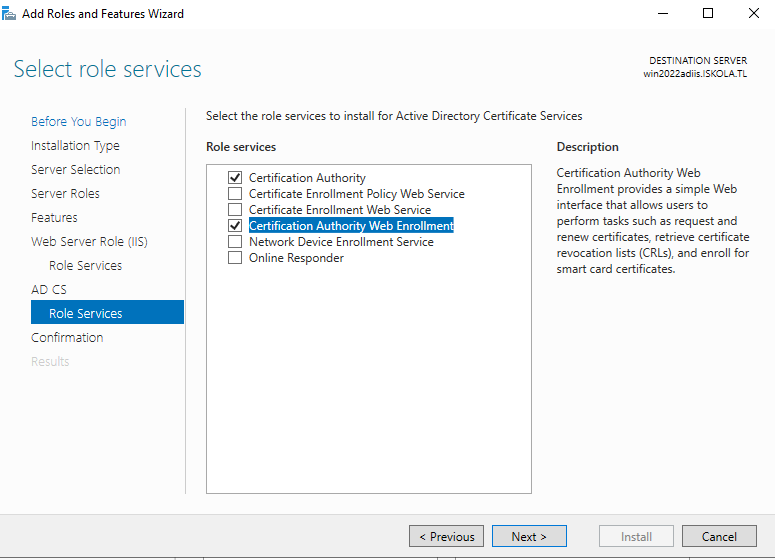 Add Roles and Features Wizard
Select role services
DESTINATION SERVER
win2022adiis.ISKOLA.TL
Before You Begin
Installation Type
Server Selection
Server Roles
Features
Web Server Role (IIS)
Role Services
AD CS
Role Services
Confirmation
Results
Select the role services to install for Active Directory Certificate Services
Role services
Certification Authority
Certificate Enrollment Policy Web Service
Certificate Enrollment Web Service
Certification Authority Web Enrollment
Network Device Enrollment Service
Online Responder
Description
Certification Authority Web
Enrollment provides a simple Web
interface that allows users to
perform tasks such as request and
renew certificates, retrieve certificate
revocation lists (CRLs), and enroll for
smart card certificates.
< Previous
Next >
Install
Cancel